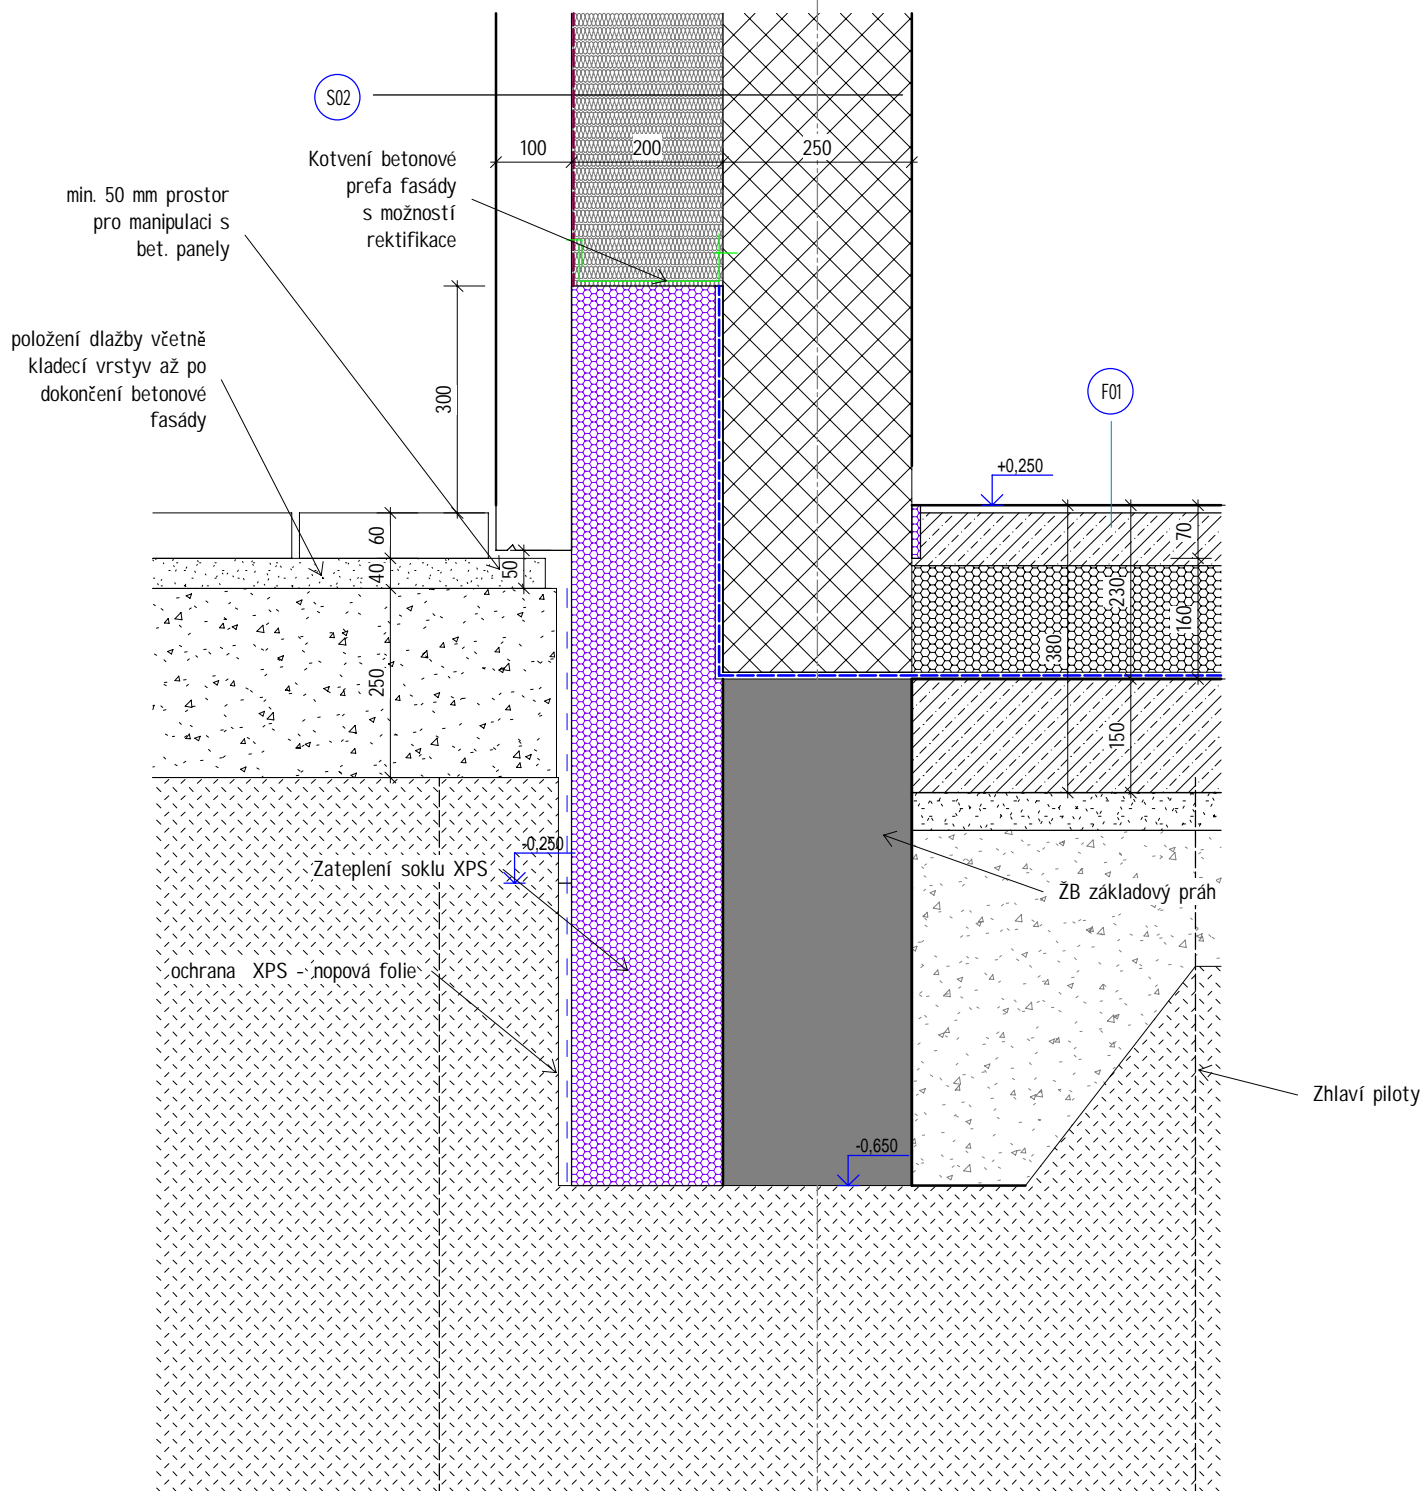 S02
100
200
250
Kotvení betonové
prefa fasády
s možností
rektifikace
min. 50 mm prostor
pro manipulaci s
bet. panely
položení dlažby včetně
kladecí vrstyv až po
dokončení betonové
fasády
300
F01
+0,250
60
40
50
250
70
230
160
380
150
-0,250
Zateplení soklu XPS
ŽB základový práh
ochrana XPS - nopová folie
Zhlaví piloty
-0,650